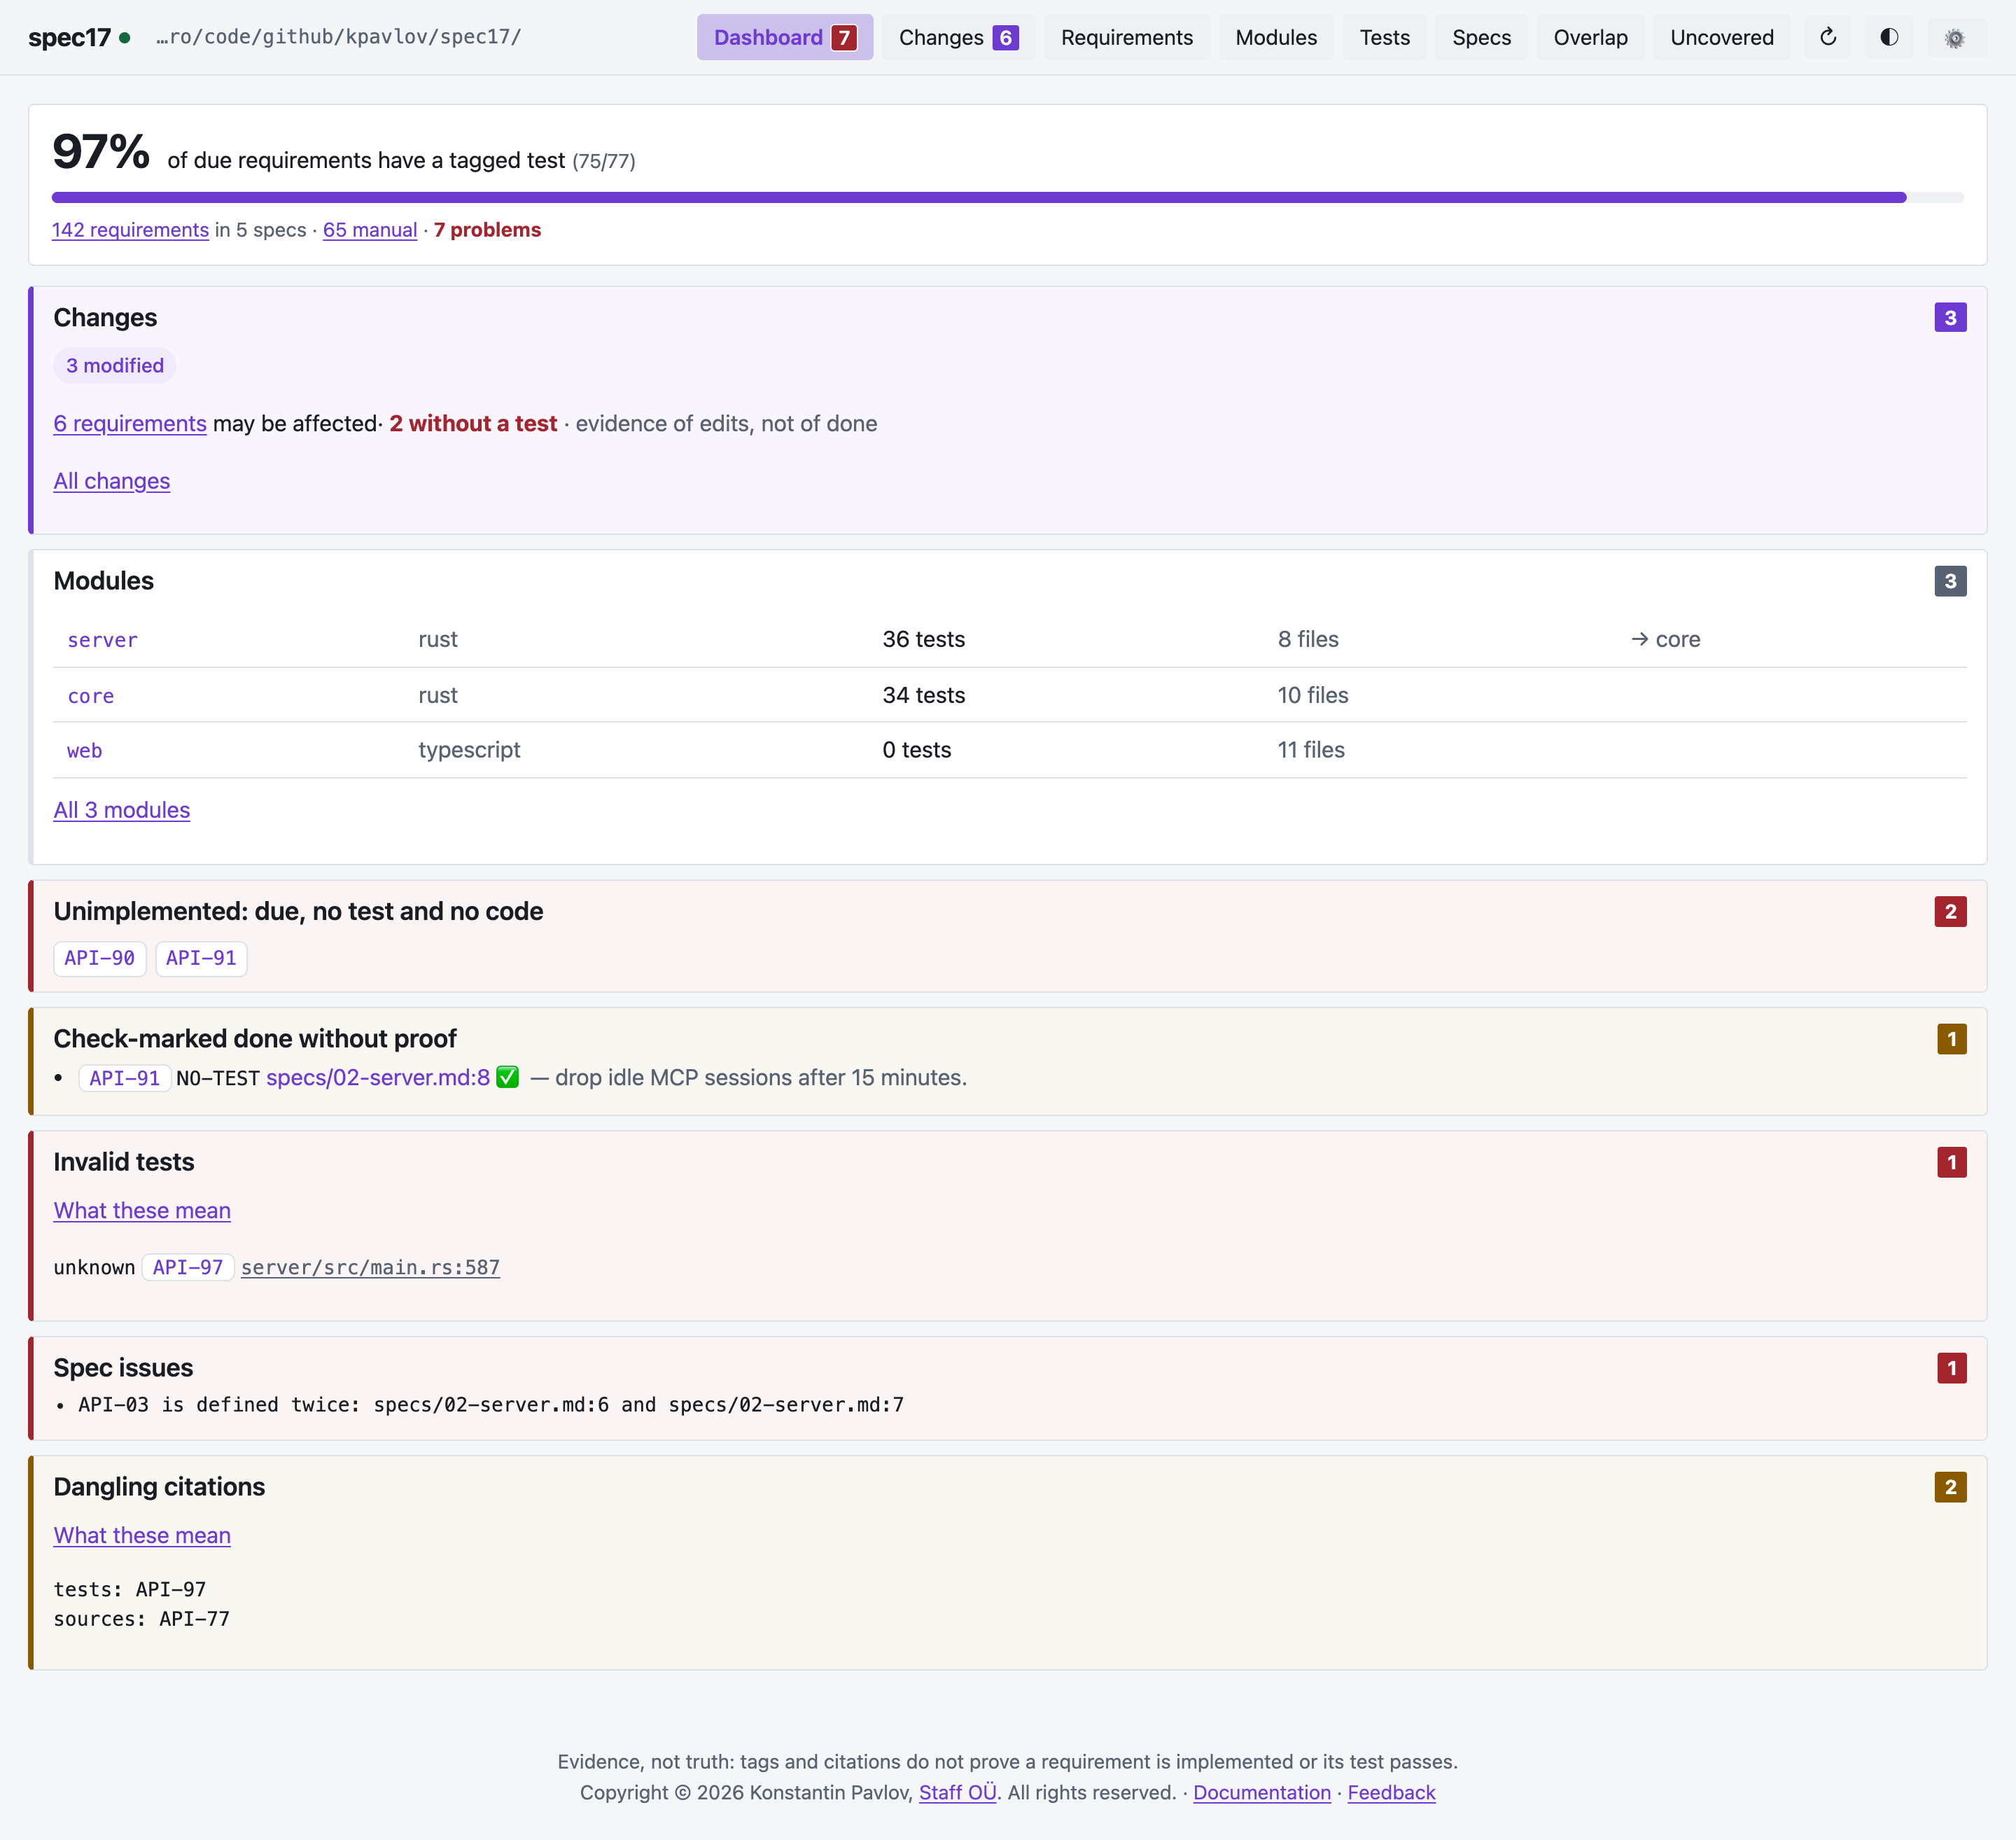 spec17 …ro/code/github/kpavlov/spec17/ Dashboard 7 Changes 6 Requirements Modules Tests Specs Overlap Uncovered
97% of due requirements have a tagged test (75/77)
142 requirements in 5 specs · 65 manual · 7 problems
Changes 3
3 modified
6 requirements may be affected· 2 without a test · evidence of edits, not of done
All changes
Modules 3
server rust 36 tests 8 files → core
core rust 34 tests 10 files
web typescript 0 tests 11 files
All 3 modules
Unimplemented: due, no test and no code 2
API-90 API-91
Check-marked done without proof 1
• API-91 NO-TEST specs/02-server.md:8 ✅ — drop idle MCP sessions after 15 minutes.
Invalid tests 1
What these mean
unknown API-97 server/src/main.rs:587
Spec issues 1
• API-03 is defined twice: specs/02-server.md:6 and specs/02-server.md:7
Dangling citations 2
What these mean
tests: API-97
sources: API-77
Evidence, not truth: tags and citations do not prove a requirement is implemented or its test passes.
Copyright © 2026 Konstantin Pavlov, Staff OÜ. All rights reserved. · Documentation · Feedback